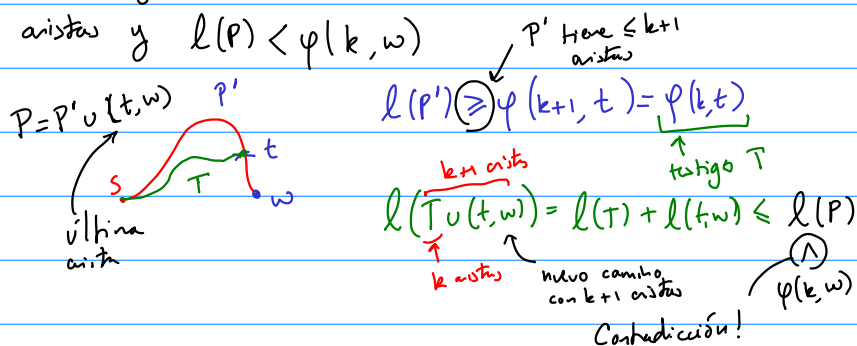 aristas y l(P) < φ(k,w)
P' tiene ≤ k+1
aristas
P = P' ∪ (t,w)
P'
l(P') ≥ φ(k+1,t) = φ(k,t)
t
S
T
w
testigo T
k+1 aristas
l(T ∪ (t,w)) = l(T) + l(t,w) ≤ l(P)
última
arista
k aristas
nuevo camino
con k+1 aristas
∧
φ(k,w)
Contradicción!